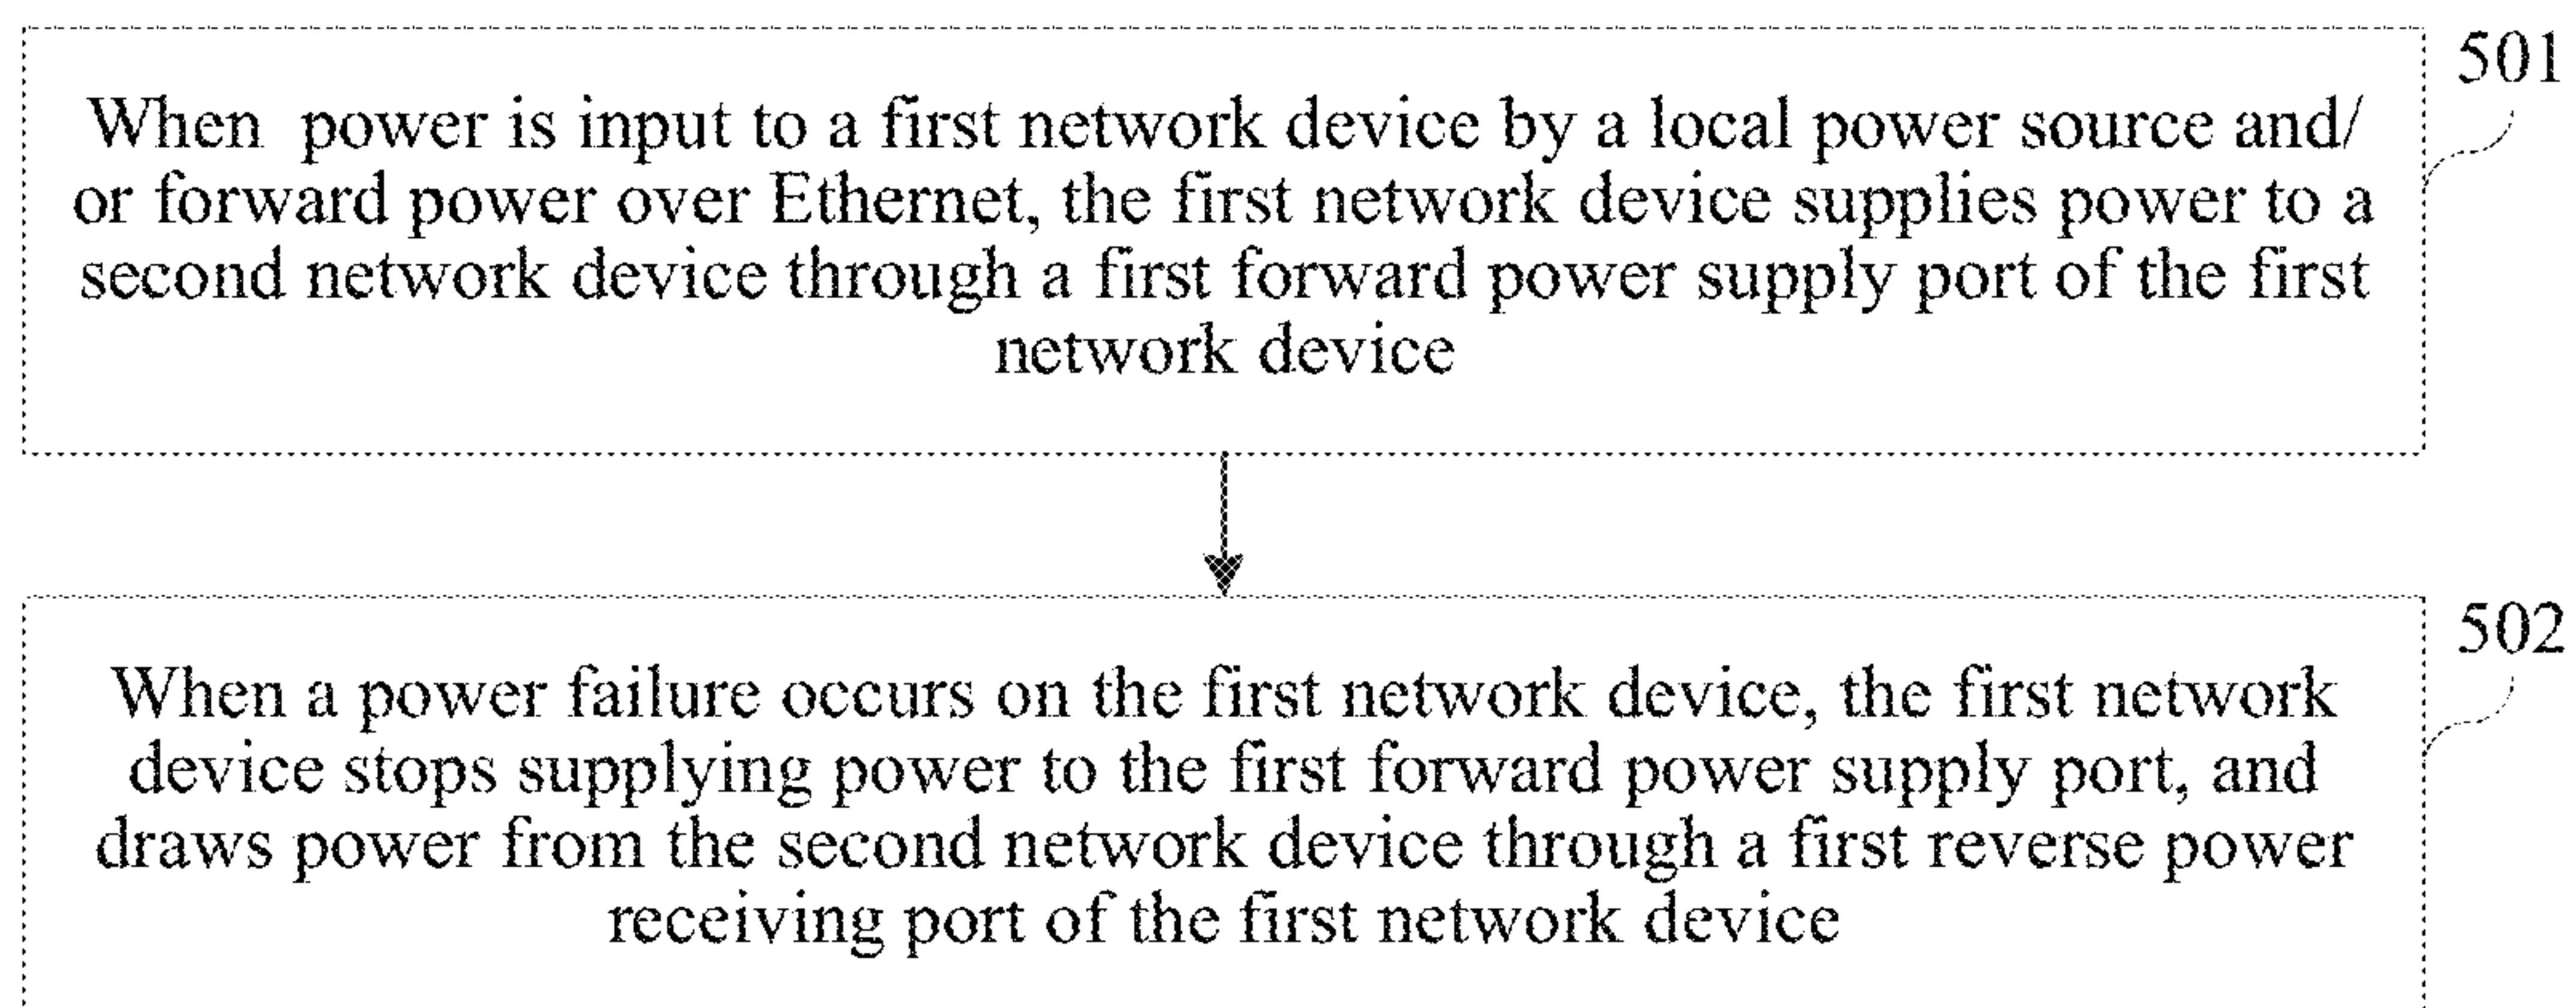 501
When power is input to a first network device by a local power source and/
or forward power over Ethernet, the first network device supplies power to a
second network device through a first forward power supply port of the first
network device
502
When a power failure occurs on the first network device, the first network
device stops supplying power to the first forward power supply port, and
draws power from the second network device through a first reverse power
receiving port of the first network device